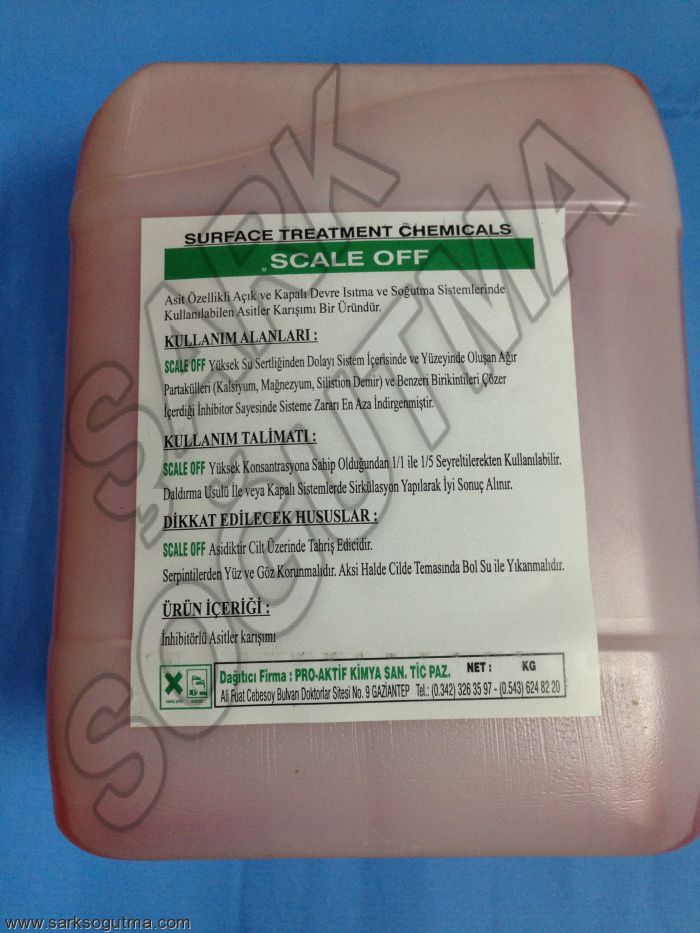 SURFACE TREATMENT CHEMICALS
SCALE OFF
Asit Özellikli Açık ve Kapalı Devre Isıtma ve Soğutma Sistemlerinde
Kullanılabilen Asitler Karışımı Bir Üründür.
KULLANIM ALANLARI :
SCALE OFF Yüksek Su Sertliğinden Dolayı Sistem İçerisinde ve Yüzeyinde Oluşan Ağır
Partakülleri (Kalsiyum, Mağnezyum, Silistion Demir) ve Benzeri Birikintileri Çözer
İçerdiği İnhibitor Sayesinde Sisteme Zararı En Aza İndirgenmiştir.
KULLANIM TALİMATI :
SCALE OFF Yüksek Konsantrasyona Sahip Olduğundan 1/1 ile 1/5 Seyreltilerekten Kullanılabilir.
Daldırma Usulü İle veya Kapalı Sistemlerde Sirkülasyon Yapılarak İyi Sonuç Alınır.
DİKKAT EDİLECEK HUSUSLAR :
SCALE OFF Asidiktir Cilt Üzerinde Tahriş Edicidir.
Serpintilerden Yüz ve Göz Korunmalıdır. Aksi Halde Cilde Temasında Bol Su ile Yıkanmalıdır.
ÜRÜN İÇERİĞİ :
İnhibitörlü Asitler karışımı
Dağıtıcı Firma : PRO-AKTİF KİMYA SAN. TİC PAZ. NET : KG
Ali Fuat Cebesoy Bulvarı Doktorlar Sitesi No. 9 GAZİANTEP Tel.: (0.342) 326 35 97 - (0.543) 624 82 20
ŞARK
SOĞUTMA
www.sarksogutma.com